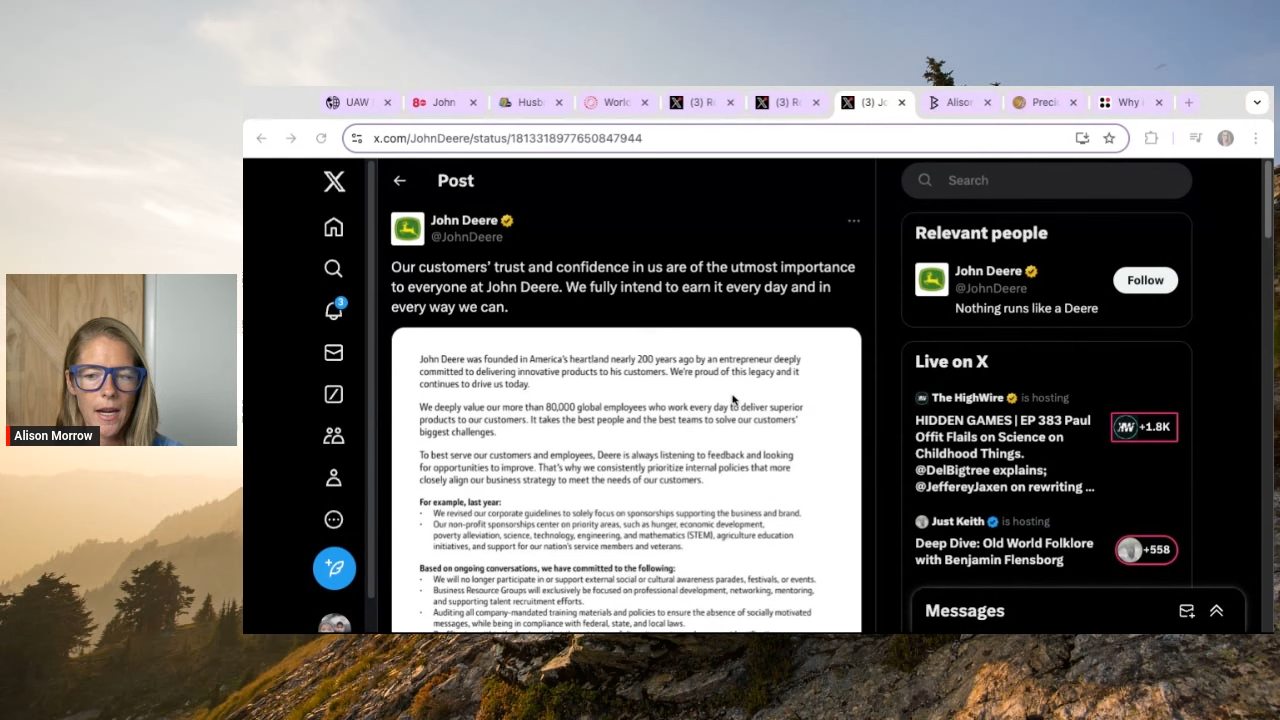 UAW
John
Husb
World
(3) R
(3) R
(3) Jo
Alisor
Preci
Why
x.com/JohnDeere/status/1813318977650847944
Post
Search
John Deere
@JohnDeere
Our customers' trust and confidence in us are of the utmost importance
to everyone at John Deere. We fully intend to earn it every day and in
every way we can.
John Deere was founded in America's heartland nearly 200 years ago by an entrepreneur deeply
committed to delivering innovative products to his customers. We're proud of this legacy and it
continues to drive us today.
We deeply value our more than 80,000 global employees who work every day to deliver superior
products to our customers. It takes the best people and the best teams to solve our customers'
biggest challenges.
To best serve our customers and employees, Deere is always listening to feedback and looking
for opportunities to improve. That's why we consistently prioritize internal policies that more
closely align our business strategy to meet the needs of our customers.
For example, last year:
• We revised our corporate guidelines to solely focus on sponsorships supporting the business and brand.
• Our non-profit sponsorships center on priority areas, such as hunger, economic development,
poverty alleviation, science, technology, engineering, and mathematics (STEM), agriculture education
initiatives, and support for our nation's service members and veterans.
Based on ongoing conversations, we have committed to the following:
• We will no longer participate in or support external social or cultural awareness parades, festivals, or events.
• Business Resource Groups will exclusively be focused on professional development, networking, mentoring,
and supporting talent recruitment efforts.
• Auditing all company-mandated training materials and policies to ensure the absence of socially motivated
messages, while being in compliance with federal, state, and local laws.
Relevant people
John Deere
@JohnDeere
Follow
Nothing runs like a Deere
Live on X
The HighWire is hosting
HIDDEN GAMES | EP 383 Paul
Offit Flails on Science on
Childhood Things.
@DelBigtree explains;
@JeffereyJaxen on rewriting ...
+1.8K
Just Keith is hosting
Deep Dive: Old World Folklore
with Benjamin Flensborg
+558
Messages
3
Alison Morrow